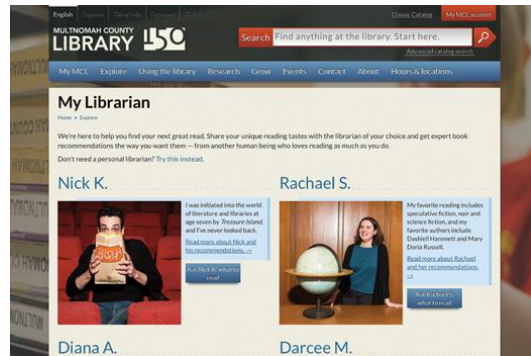 English Español Tiếng Việt Русский
Classic Catalog My MCL account
MULTNOMAH COUNTY
LIBRARY 150
Search Find anything at the library. Start here.
Advanced catalog search
My MCL Explore Using the library Research Grow Events Contact About Hours & locations
My Librarian
Home » Explore
We're here to help you find your next great read. Share your unique reading tastes with the librarian of your choice and get expert book
recommendations the way you want them — from another human being who loves reading as much as you do.
Don't need a personal librarian? Try this instead.
Nick K.
I was initiated into the world
of literature and libraries at
age seven by Treasure Island,
and I've never looked back.
Read more about Nick and
his recommendations. →
Ask Nick K. what to
read
Rachael S.
My favorite reading includes
speculative fiction, noir and
science fiction, and my
favorite authors include
Dashiell Hammett and Mary
Doria Russell.
Read more about Rachael
and her recommendations.
→
Ask Rachael S.
what to read
Diana A.
Darcee M.